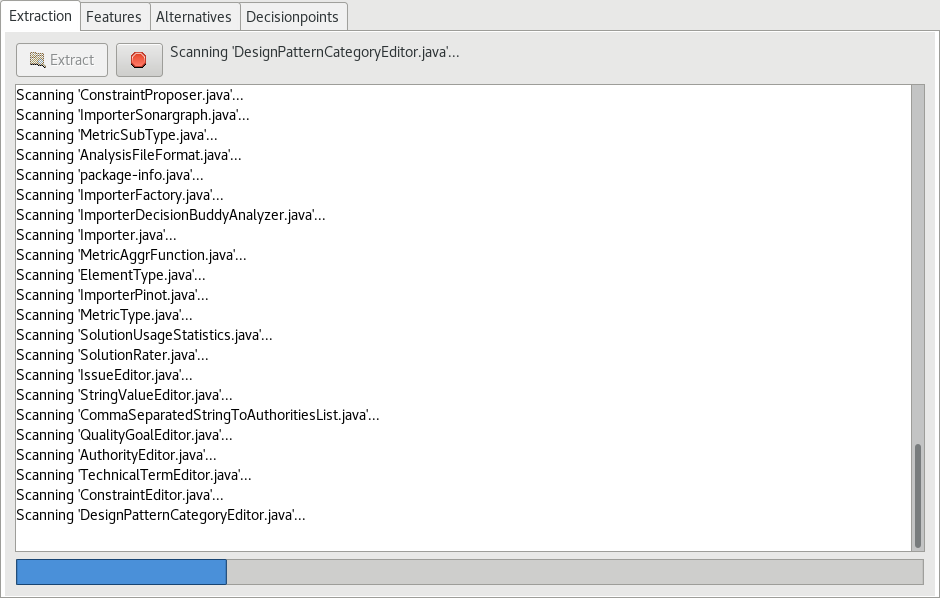 Extraction Features Alternatives Decisionpoints
Extract Scanning 'DesignPatternCategoryEditor.java'...
Scanning 'ConstraintProposer.java'...
Scanning 'ImporterSonargraph.java'...
Scanning 'MetricSubType.java'...
Scanning 'AnalysisFileFormat.java'...
Scanning 'package-info.java'...
Scanning 'ImporterFactory.java'...
Scanning 'ImporterDecisionBuddyAnalyzer.java'...
Scanning 'Importer.java'...
Scanning 'MetricAggrFunction.java'...
Scanning 'ElementType.java'...
Scanning 'ImporterPinot.java'...
Scanning 'MetricType.java'...
Scanning 'SolutionUsageStatistics.java'...
Scanning 'SolutionRater.java'...
Scanning 'IssueEditor.java'...
Scanning 'StringValueEditor.java'...
Scanning 'CommaSeparatedStringToAuthoritiesList.java'...
Scanning 'QualityGoalEditor.java'...
Scanning 'AuthorityEditor.java'...
Scanning 'TechnicalTermEditor.java'...
Scanning 'ConstraintEditor.java'...
Scanning 'DesignPatternCategoryEditor.java'...